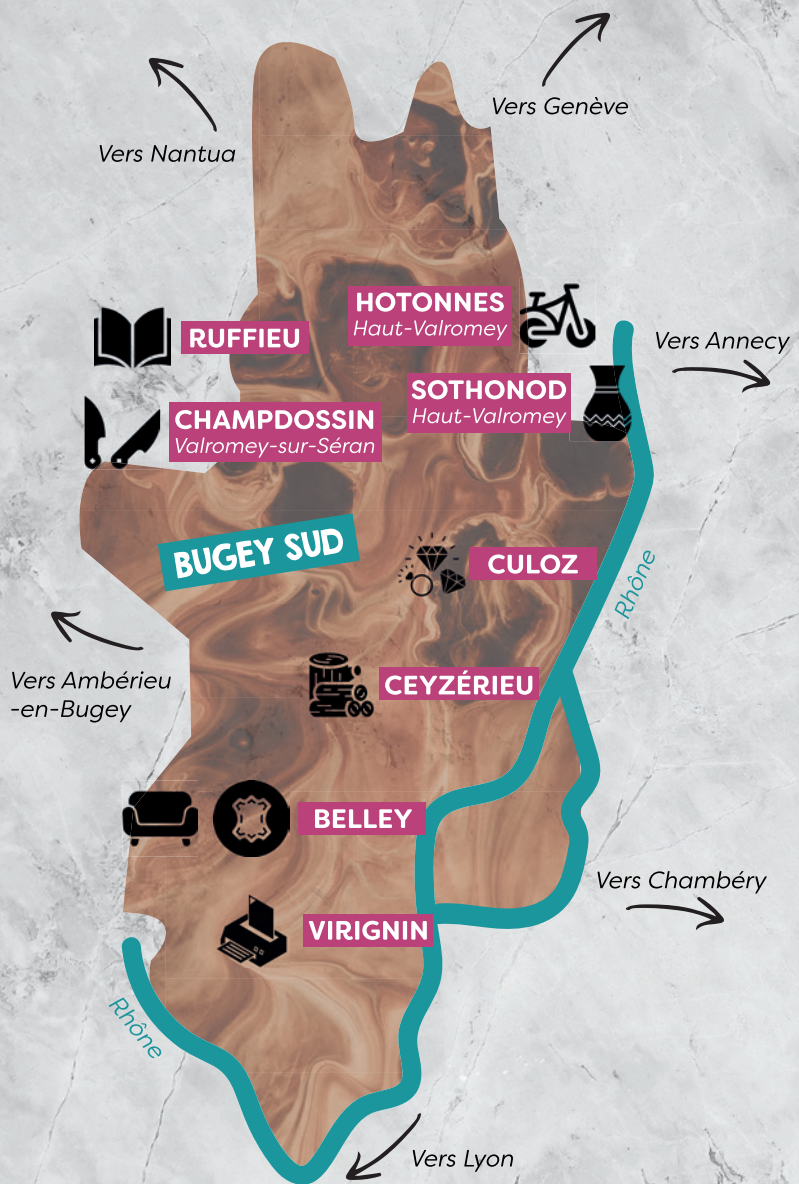 Vers Genève
Vers Nantua
HOTONNES
Haut-Valromey
RUFFIEU
Vers Annecy
SOTHONOD
Haut-Valromey
CHAMPDOSSIN
Valromey-sur-Séran
BUGEY SUD
CULOZ
Rhône
Vers Ambérieu
-en-Bugey
CEYZÉRIEU
BELLEY
Vers Chambéry
VIRIGNIN
Rhône
Vers Lyon